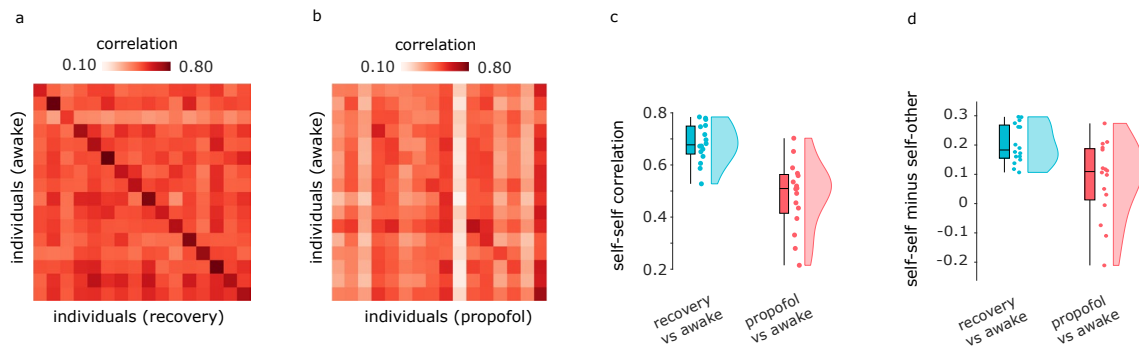 a
correlation
0.10 0.80
individuals (awake)
individuals (recovery)
b
correlation
0.10 0.80
individuals (awake)
individuals (propofol)
c
self-self correlation
0.8
0.6
0.4
0.2
recovery
vs awake
propofol
vs awake
d
self-self minus self-other
0.3
0.2
0.1
0
-0.1
-0.2
recovery
vs awake
propofol
vs awake